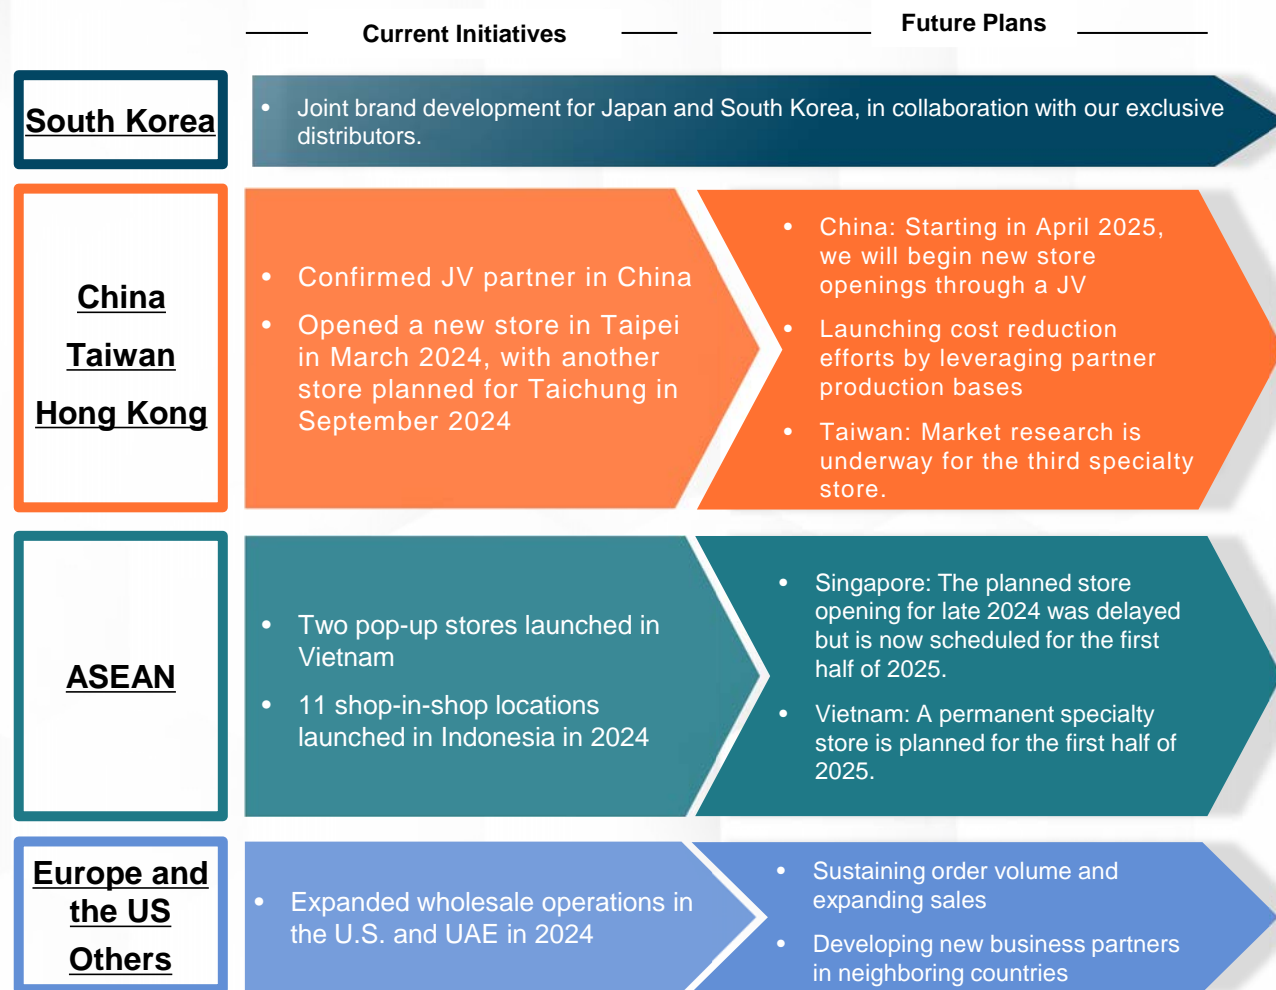 Current Initiatives
Future Plans
South Korea
• Joint brand development for Japan and South Korea, in collaboration with our exclusive
distributors.
China
Taiwan
Hong Kong
• Confirmed JV partner in China
• Opened a new store in Taipei
in March 2024, with another
store planned for Taichung in
September 2024
• China: Starting in April 2025,
we will begin new store
openings through a JV
• Launching cost reduction
efforts by leveraging partner
production bases
• Taiwan: Market research is
underway for the third specialty
store.
ASEAN
• Two pop-up stores launched in
Vietnam
• 11 shop-in-shop locations
launched in Indonesia in 2024
• Singapore: The planned store
opening for late 2024 was delayed
but is now scheduled for the first
half of 2025.
• Vietnam: A permanent specialty
store is planned for the first half of
2025.
Europe and
the US
Others
• Expanded wholesale operations in
the U.S. and UAE in 2024
• Sustaining order volume and
expanding sales
• Developing new business partners
in neighboring countries